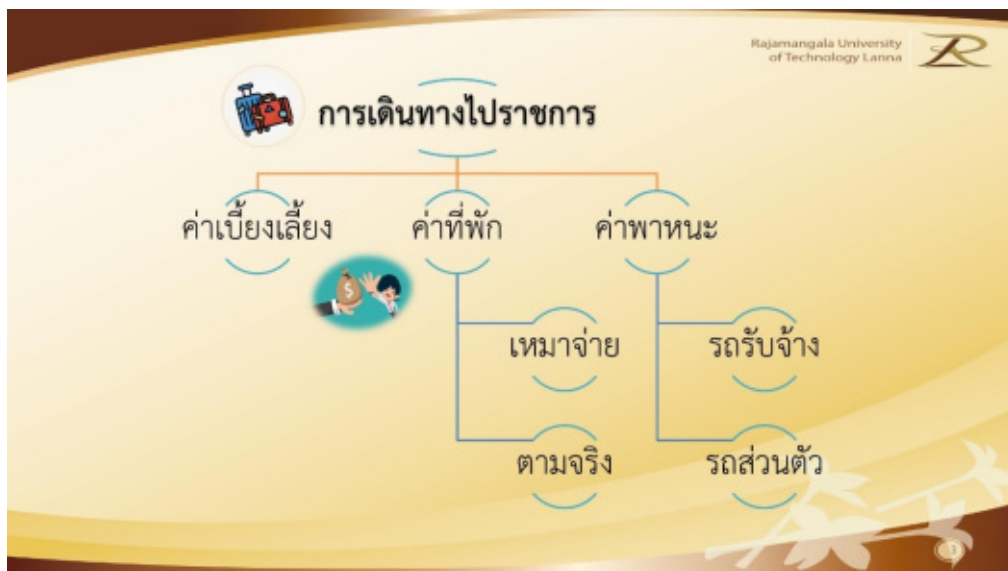 Rajamangala University
of Technology Lanna
การเดินทางไปราชการ
ค่าเบี้ยงเลี้ยง
ค่าที่พัก
ค่าพาหนะ
$
เหมาจ่าย
รถรับจ้าง
ตามจริง
รถส่วนตัว
3